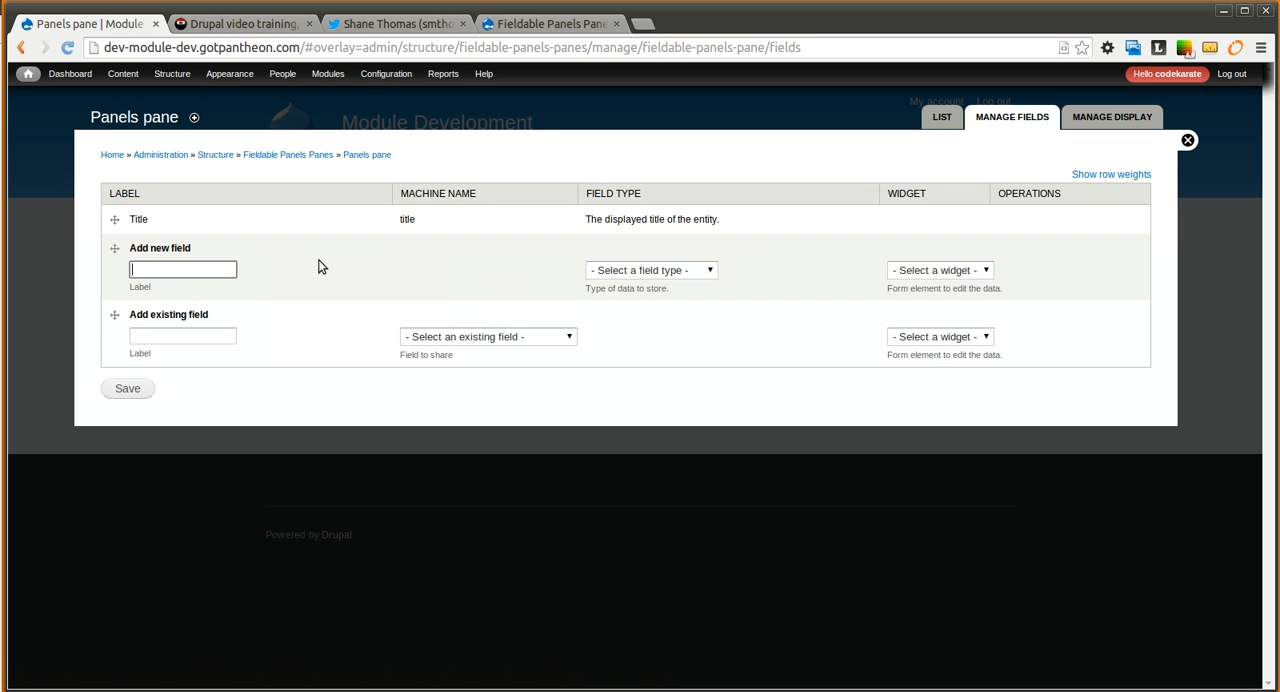 Panels pane | Module
Drupal video training,
Shane Thomas (smtho
Fieldable Panels Pane
dev-module-dev.gotpantheon.com/#overlay=admin/structure/fieldable-panels-panes/manage/fieldable-panels-pane/fields
Dashboard Content Structure Appearance People Modules Configuration Reports Help Hello codekarate Log out
My account Log out
Panels pane
Module Development
LIST MANAGE FIELDS MANAGE DISPLAY
Home » Administration » Structure » Fieldable Panels Panes » Panels pane
Show row weights
LABEL MACHINE NAME FIELD TYPE WIDGET OPERATIONS
Title title The displayed title of the entity.
Add new field
- Select a field type - - Select a widget -
Label Type of data to store. Form element to edit the data.
Add existing field
- Select an existing field - - Select a widget -
Label Field to share Form element to edit the data.
Save
Powered by Drupal